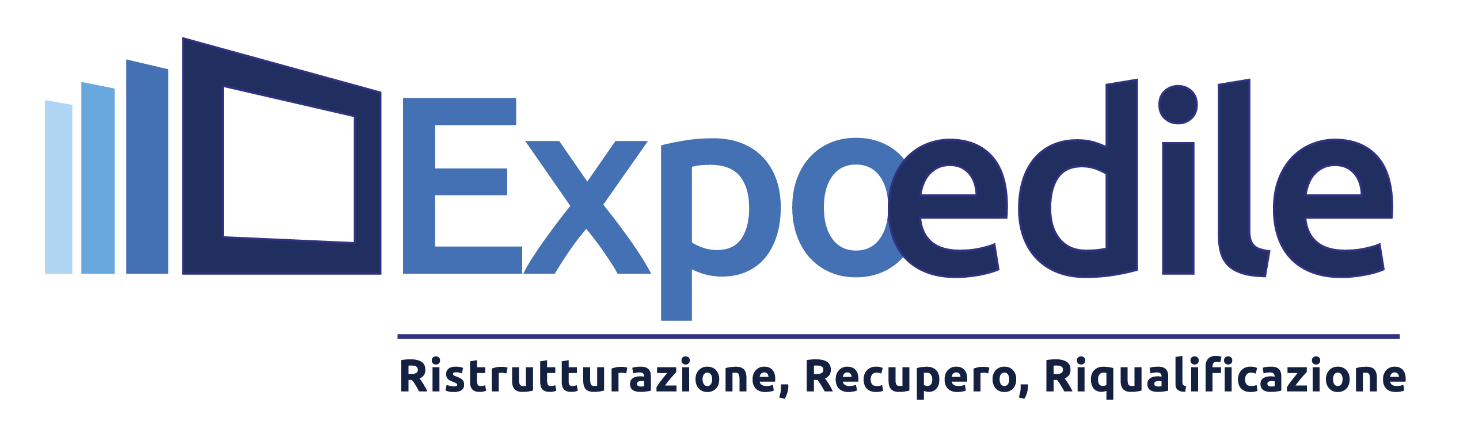 Expoedile
Ristrutturazione, Recupero, Riqualificazione